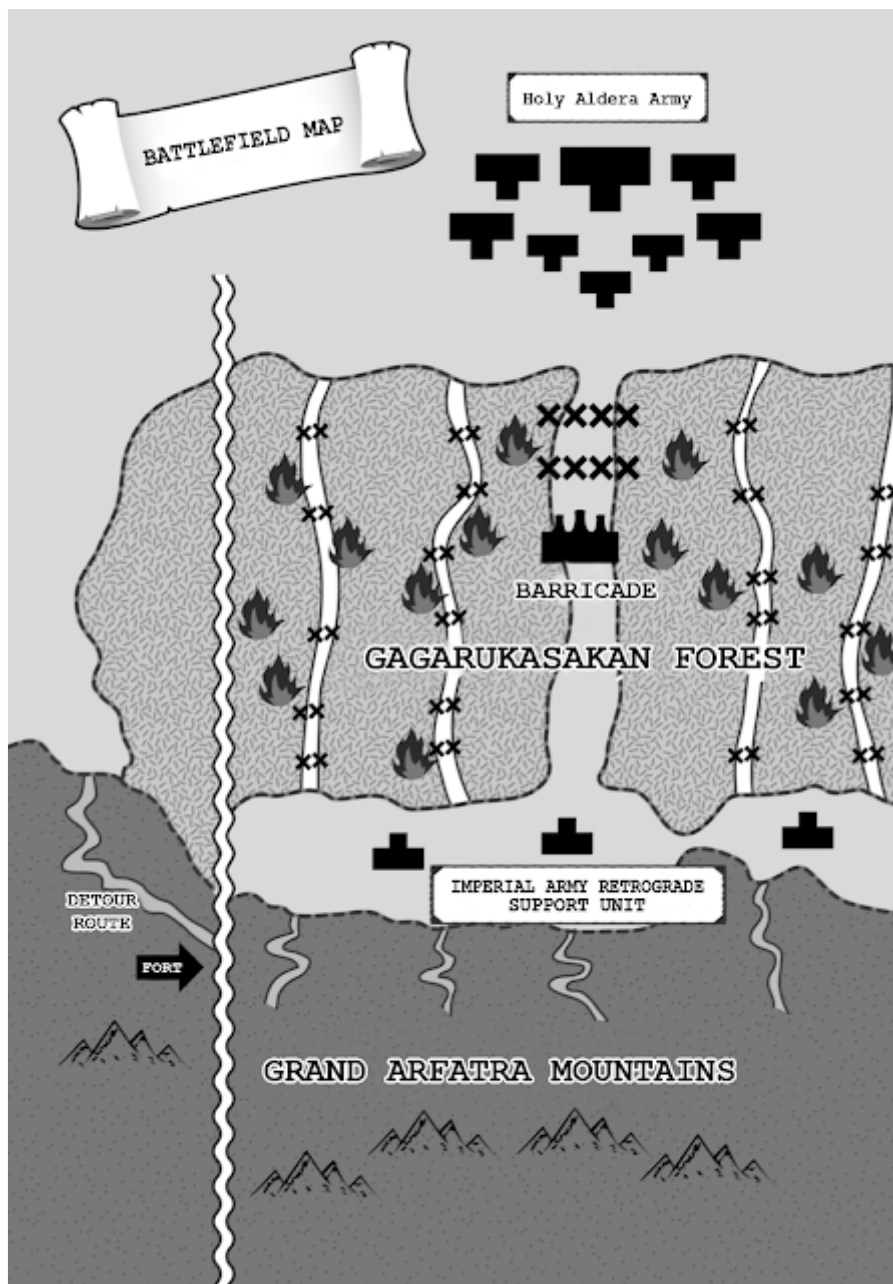 BATTLEFIELD MAP
Holy Aldera Army
BARRICADE
GAGARUKASAKAN FOREST
IMPERIAL ARMY RETROGRADE
SUPPORT UNIT
DETOUR
ROUTE
FORT
GRAND ARFATRA MOUNTAINS